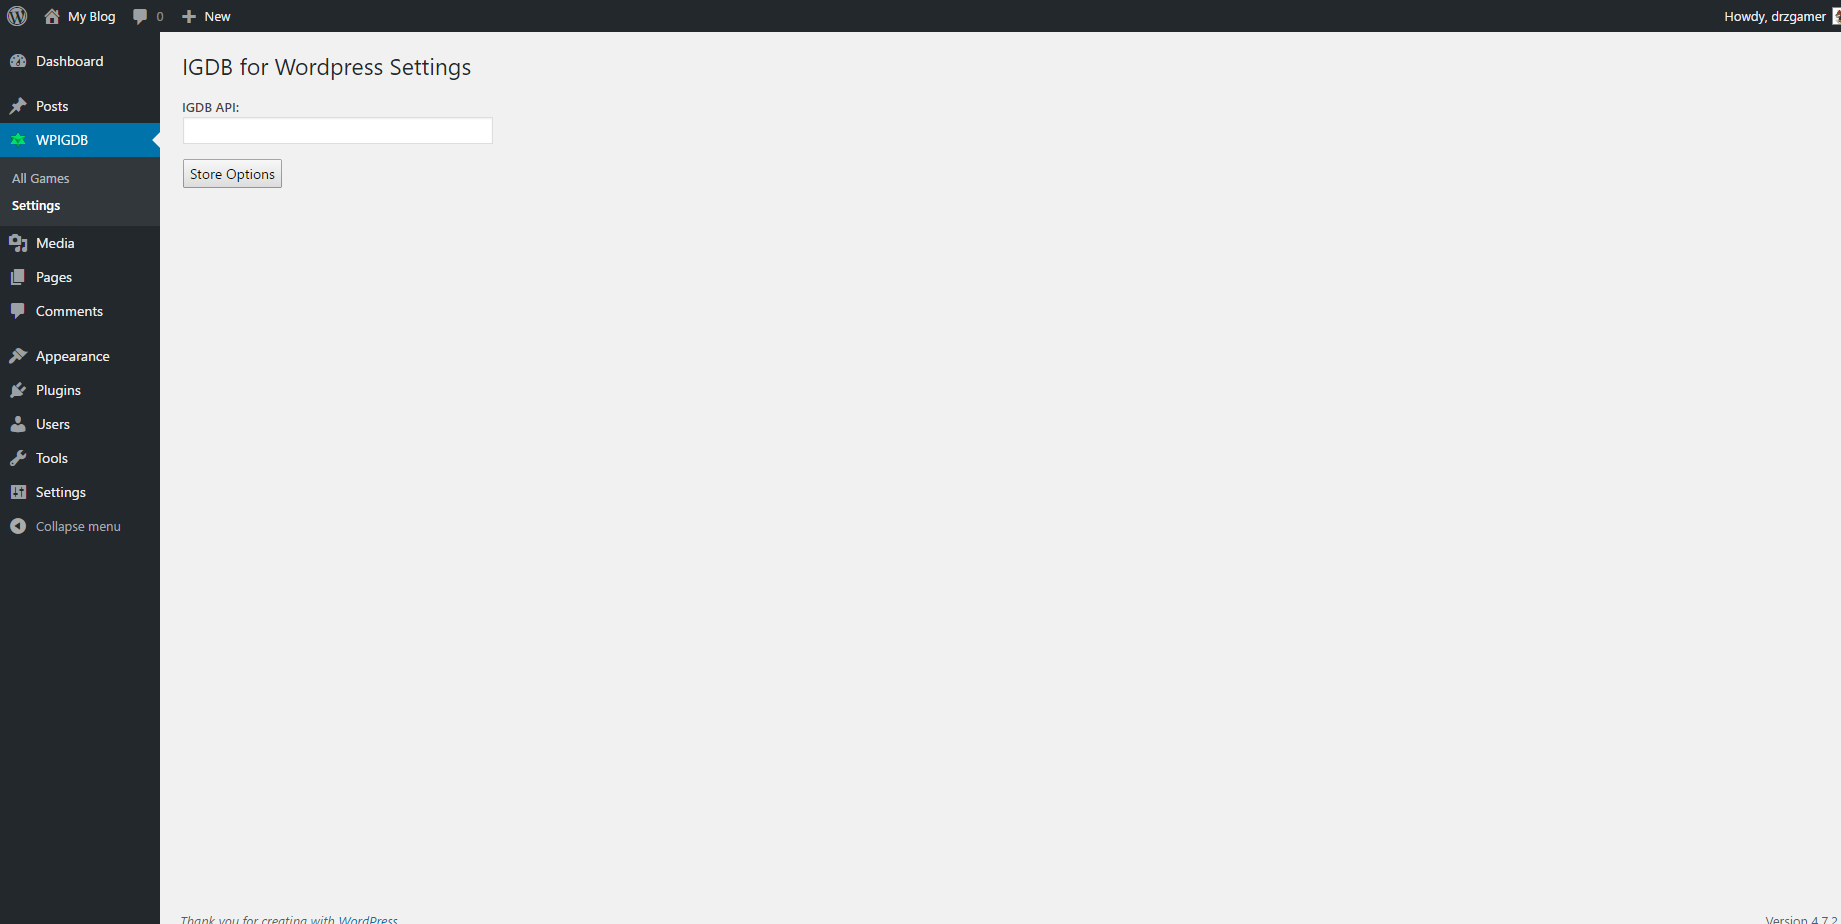 My Blog 0 New Howdy, drzgamer
Dashboard
Posts
WPIGDB
All Games
Settings
Media
Pages
Comments
Appearance
Plugins
Users
Tools
Settings
Collapse menu
IGDB for Wordpress Settings
IGDB API:
Store Options
Thank you for creating with WordPress
Version 4.7.2